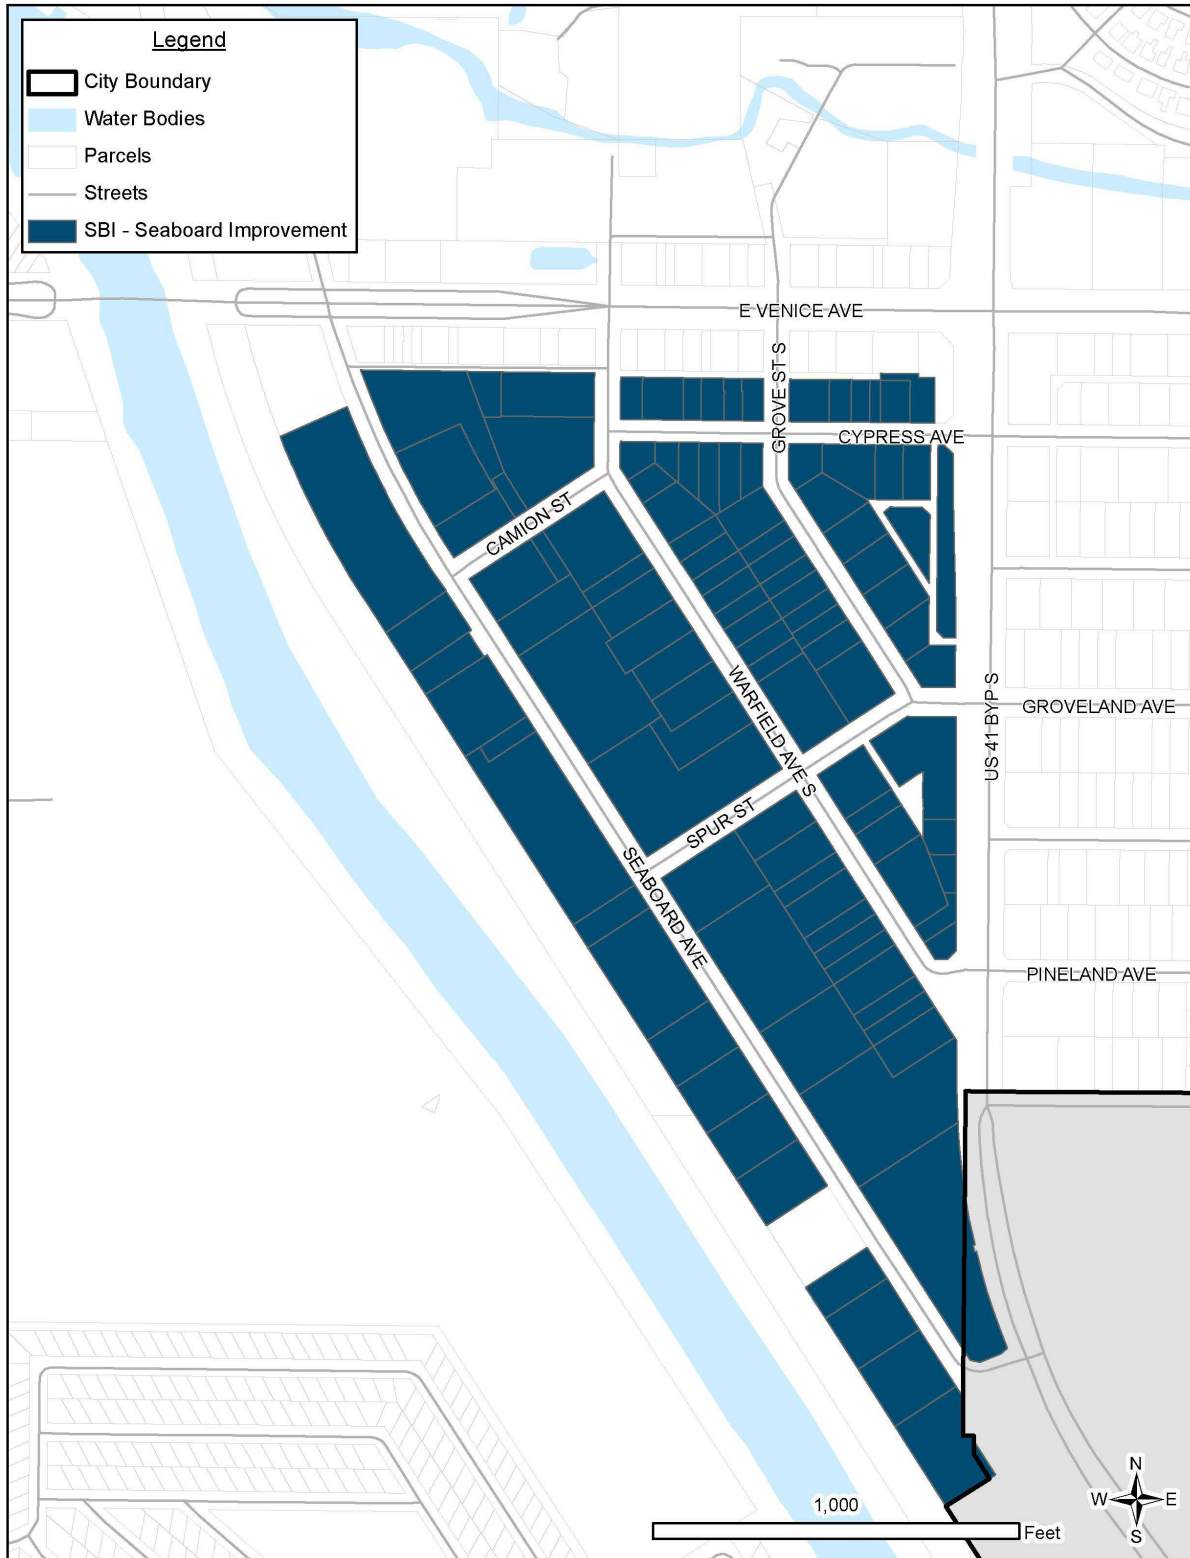 Legend
City Boundary
Water Bodies
Parcels
Streets
SBI - Seaboard Improvement
E VENICE AVE
GROVE ST S
CYPRESS AVE
CAMION ST
WARFIELD AVE S
US 41 BYP S
GROVELAND AVE
SPUR ST
SEABOARD AVE
PINELAND AVE
N
W E
S
1,000
Feet